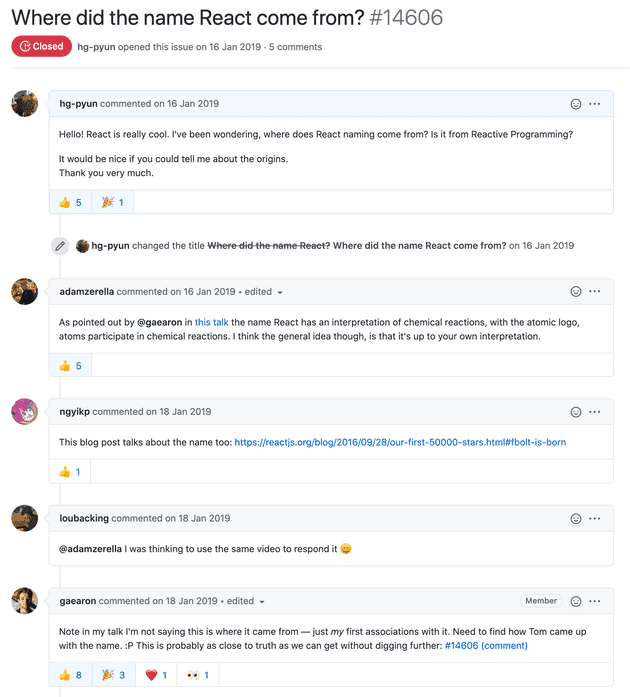 Where did the name React come from? #14606
Closed hg-pyun opened this issue on 16 Jan 2019 · 5 comments
hg-pyun commented on 16 Jan 2019
Hello! React is really cool. I've been wondering, where does React naming come from? Is it from Reactive Programming?
It would be nice if you could tell me about the origins.
Thank you very much.
👍 5 🎉 1
hg-pyun changed the title Where did the name React? Where did the name React come from? on 16 Jan 2019
adamzerella commented on 16 Jan 2019 • edited
As pointed out by @gaearon in this talk the name React has an interpretation of chemical reactions, with the atomic logo,
atoms participate in chemical reactions. I think the general idea though, is that it's up to your own interpretation.
👍 5
ngyikp commented on 18 Jan 2019
This blog post talks about the name too: https://reactjs.org/blog/2016/09/28/our-first-50000-stars.html#fbolt-is-born
👍 1
loubacking commented on 18 Jan 2019
@adamzerella I was thinking to use the same video to respond it 😄
gaearon commented on 18 Jan 2019 • edited Member
Note in my talk I'm not saying this is where it came from — just my first associations with it. Need to find how Tom came up
with the name. :P This is probably as close to truth as we can get without digging further: #14606 (comment)
👍 8 🎉 3 ❤️ 1 👀 1